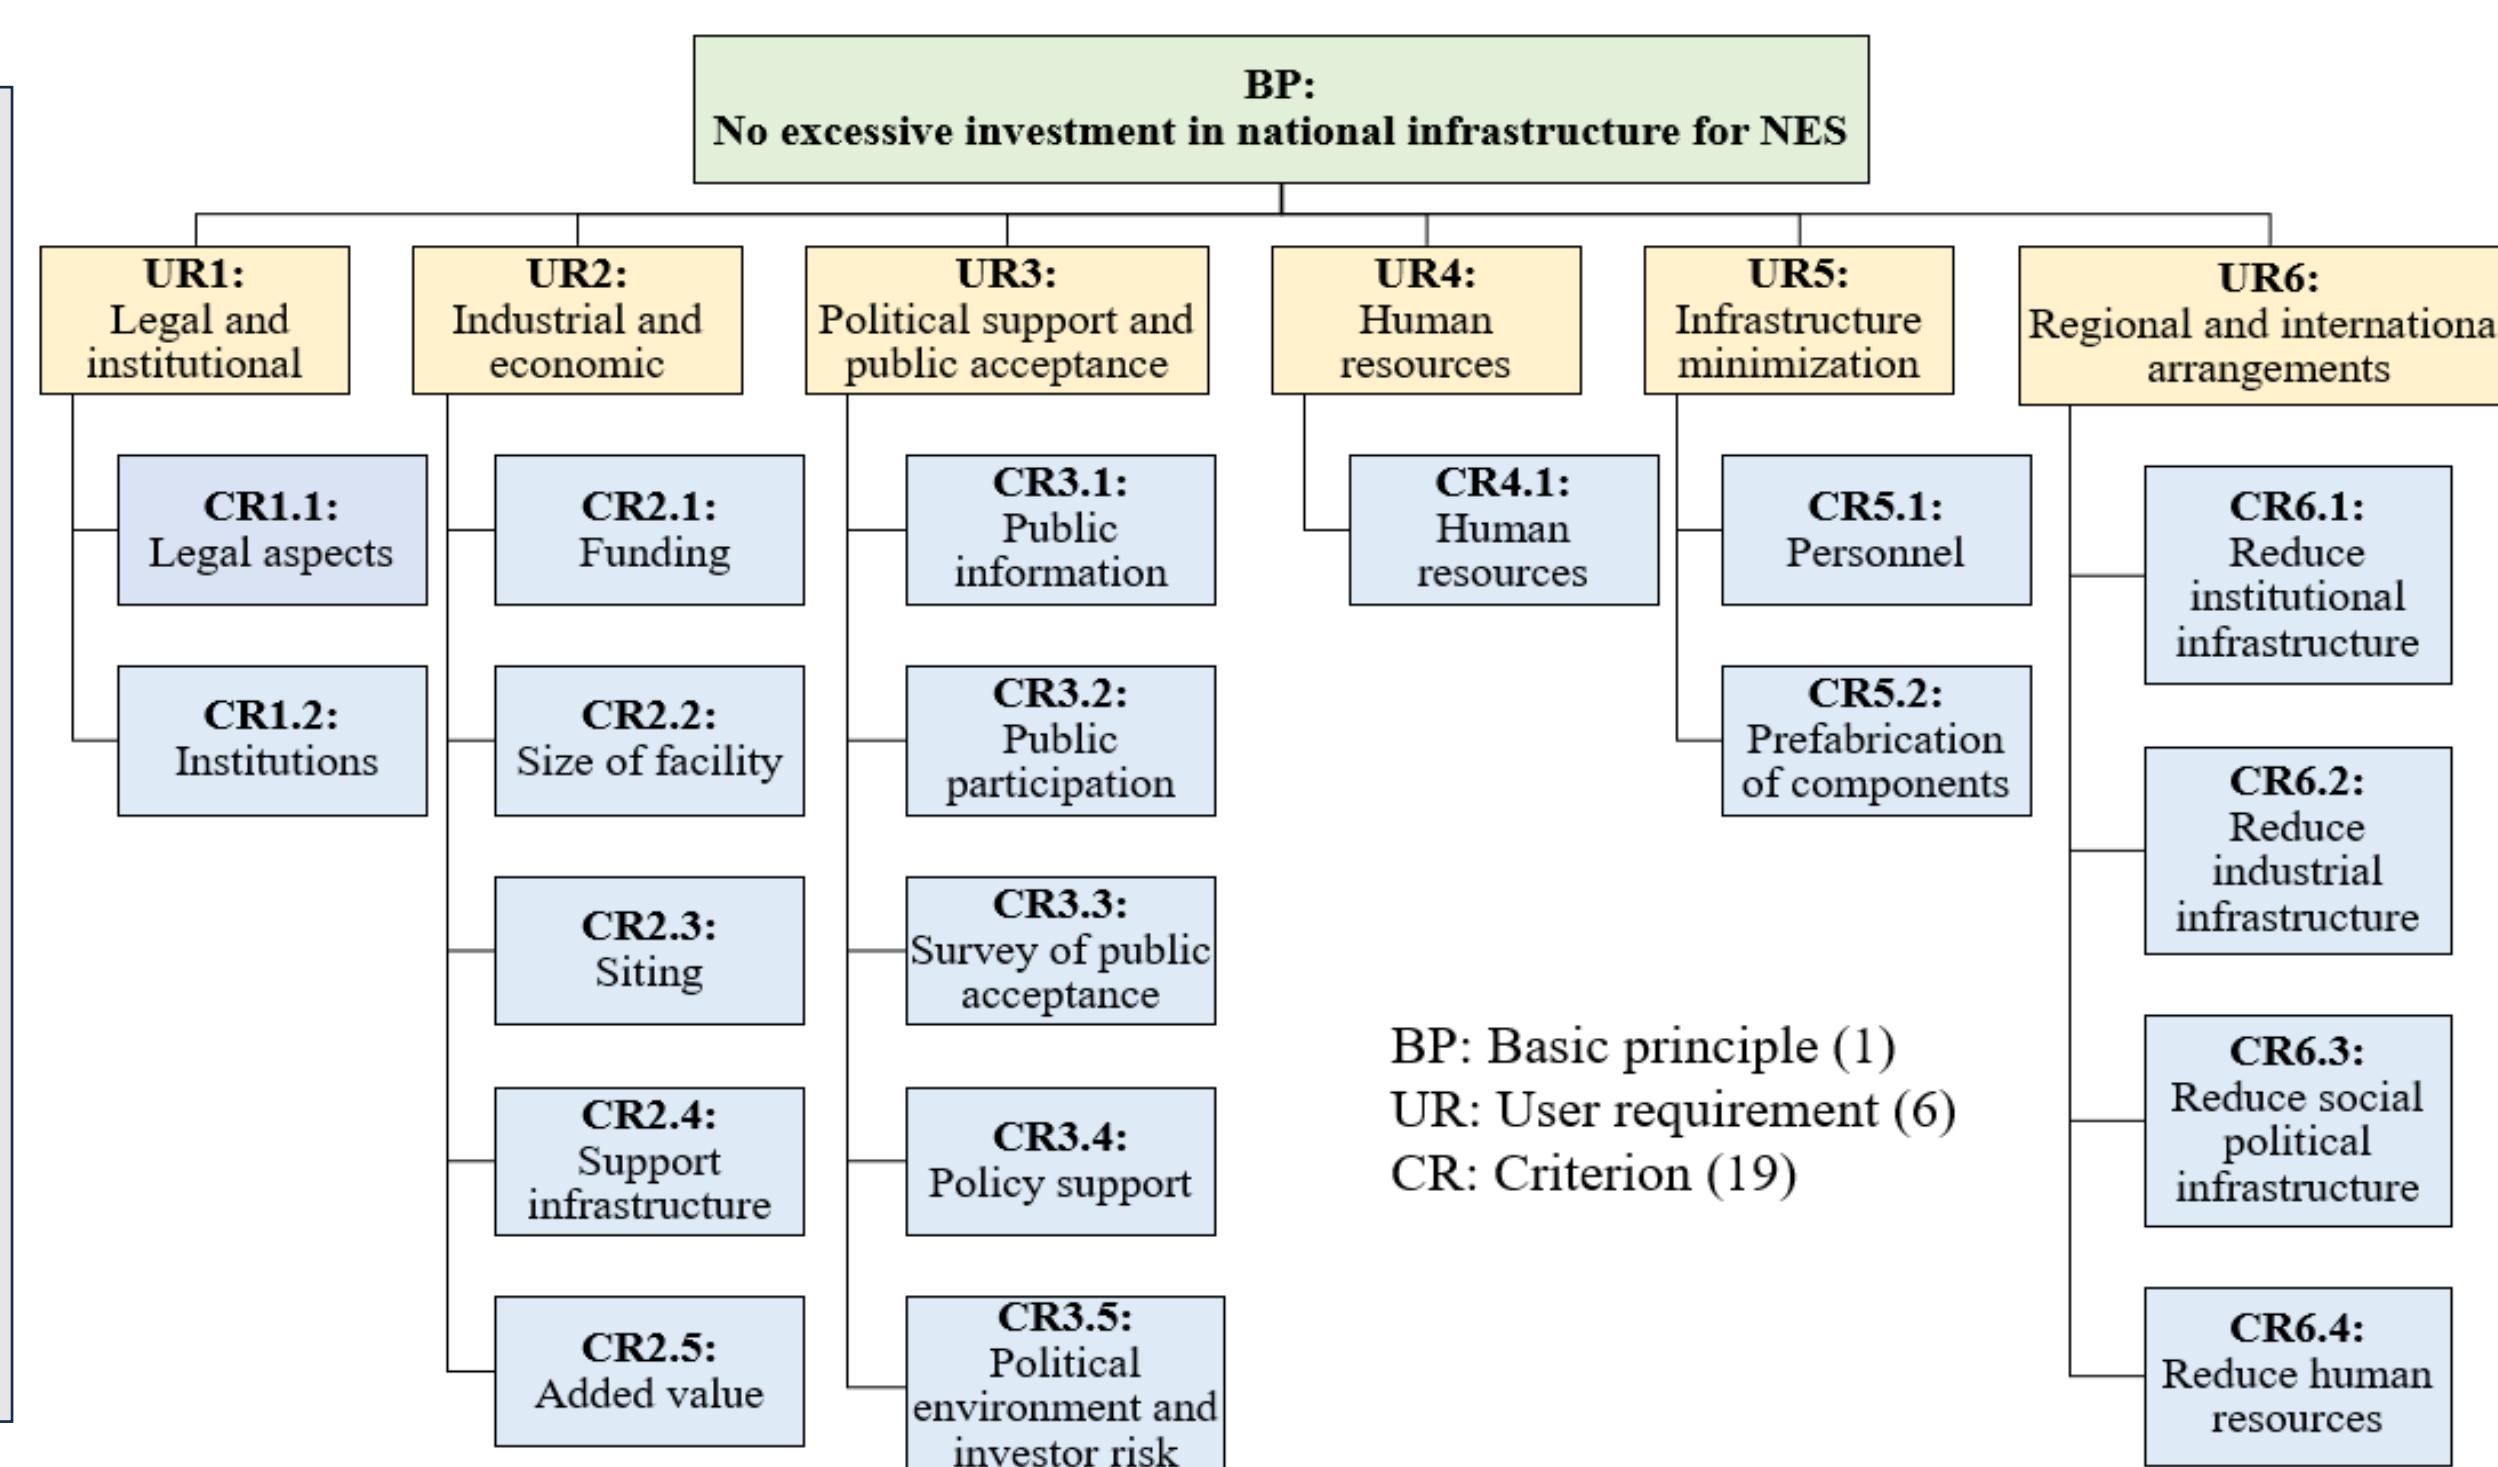 BP:
No excessive investment in national infrastructure for NES
UR1:
Legal and
institutional
UR2:
Industrial and
economic
UR3:
Political support and
public acceptance
UR4:
Human
resources
UR5:
Infrastructure
minimization
UR6:
Regional and internationa
arrangements
CR1.1:
Legal aspects
CR1.2:
Institutions
CR2.1:
Funding
CR2.2:
Size of facility
CR2.3:
Siting
CR2.4:
Support
infrastructure
CR2.5:
Added value
CR3.1:
Public
information
CR3.2:
Public
participation
CR3.3:
Survey of public
acceptance
CR3.4:
Policy support
CR3.5:
Political
environment and
investor risk
CR4.1:
Human
resources
CR5.1:
Personnel
CR5.2:
Prefabrication
of components
CR6.1:
Reduce
institutional
infrastructure
CR6.2:
Reduce
industrial
infrastructure
CR6.3:
Reduce social
political
infrastructure
CR6.4:
Reduce human
resources
BP: Basic principle (1)
UR: User requirement (6)
CR: Criterion (19)